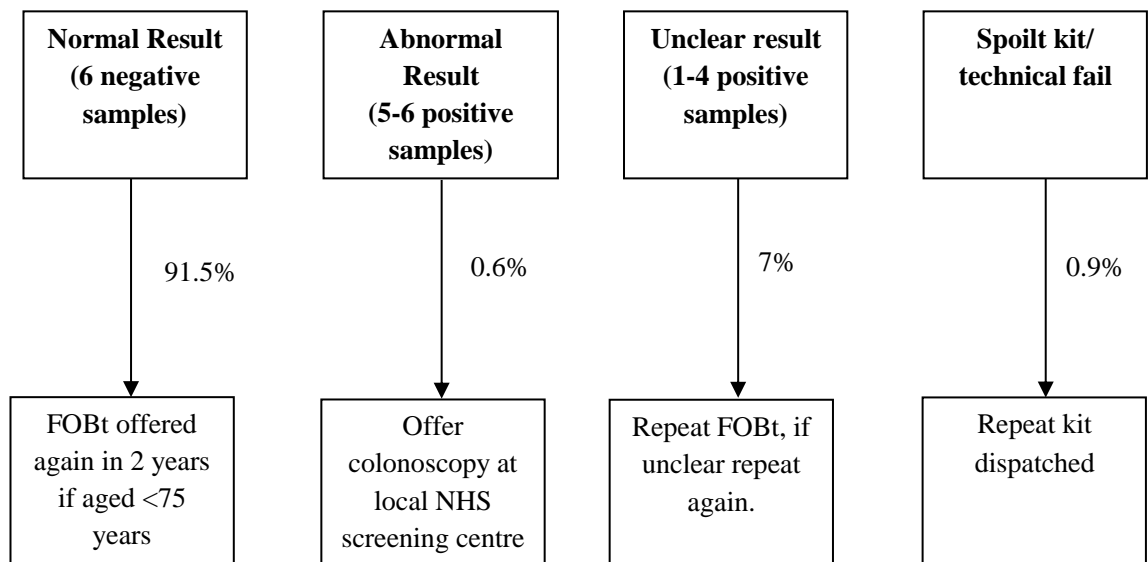 Normal Result
(6 negative
samples)
Abnormal
Result
(5-6 positive
samples)
Unclear result
(1-4 positive
samples)
Spoilt kit/
technical fail
91.5%
0.6%
7%
0.9%
FOBt offered
again in 2 years
if aged <75
years
Offer
colonoscopy at
local NHS
screening centre
Repeat FOBt, if
unclear repeat
again.
Repeat kit
dispatched